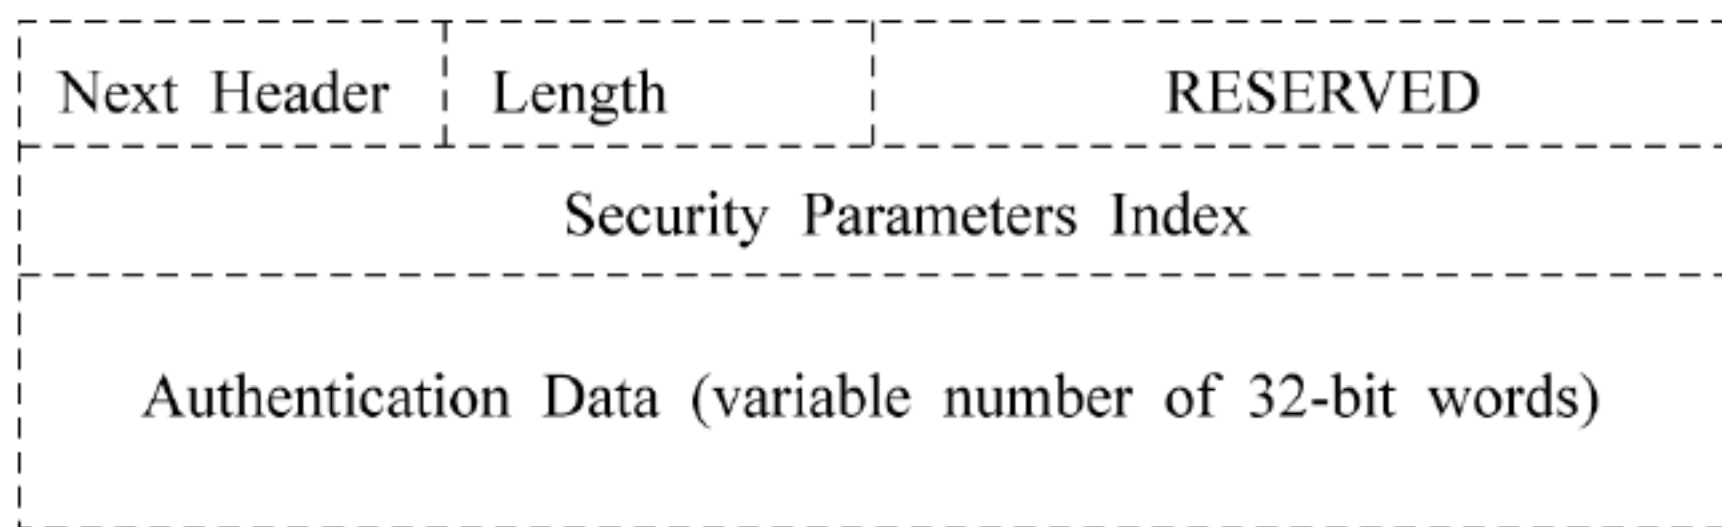 Next Header Length RESERVED
Security Parameters Index
Authentication Data (variable number of 32-bit words)